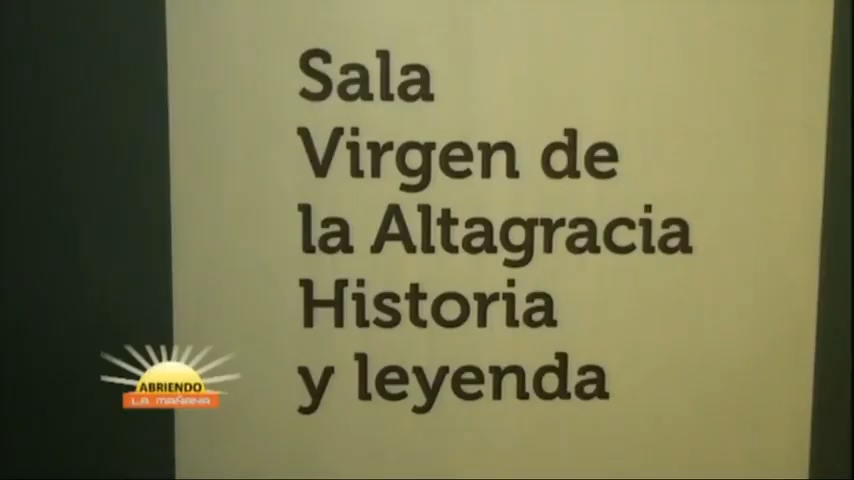 Sala
Virgen de
la Altagracia
Historia
y leyenda
ABRIENDO
LA MAÑANA